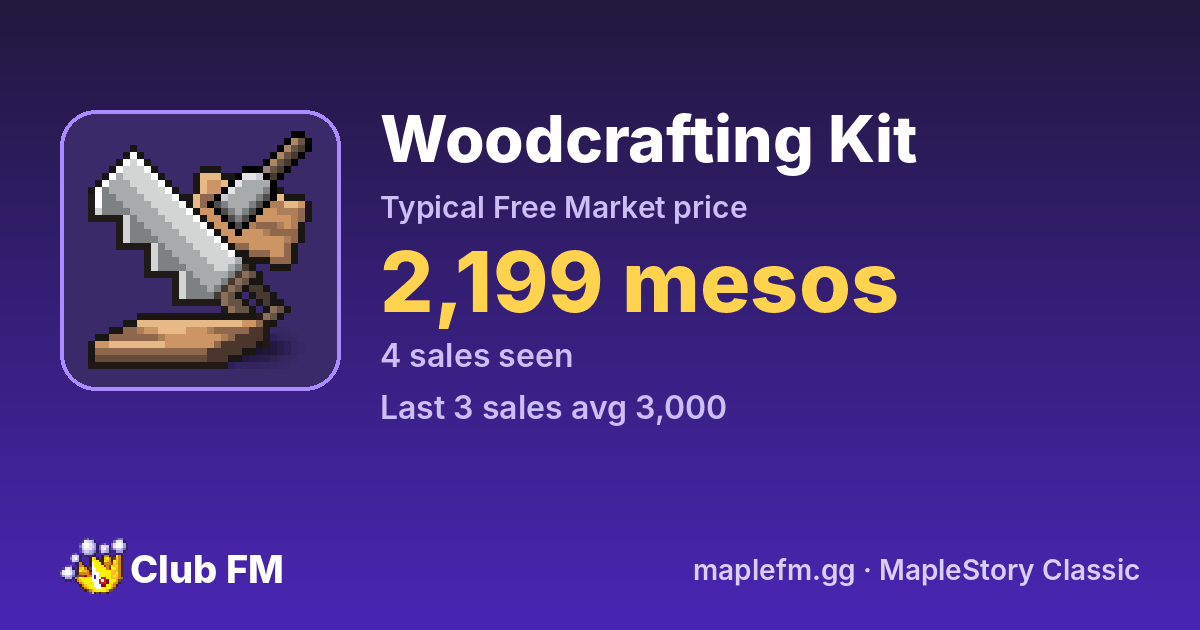 Woodcrafting Kit
Typical Free Market price
2,199 mesos
4 sales seen
Last 3 sales avg 3,000
Club FM
maplefm.gg · MapleStory Classic